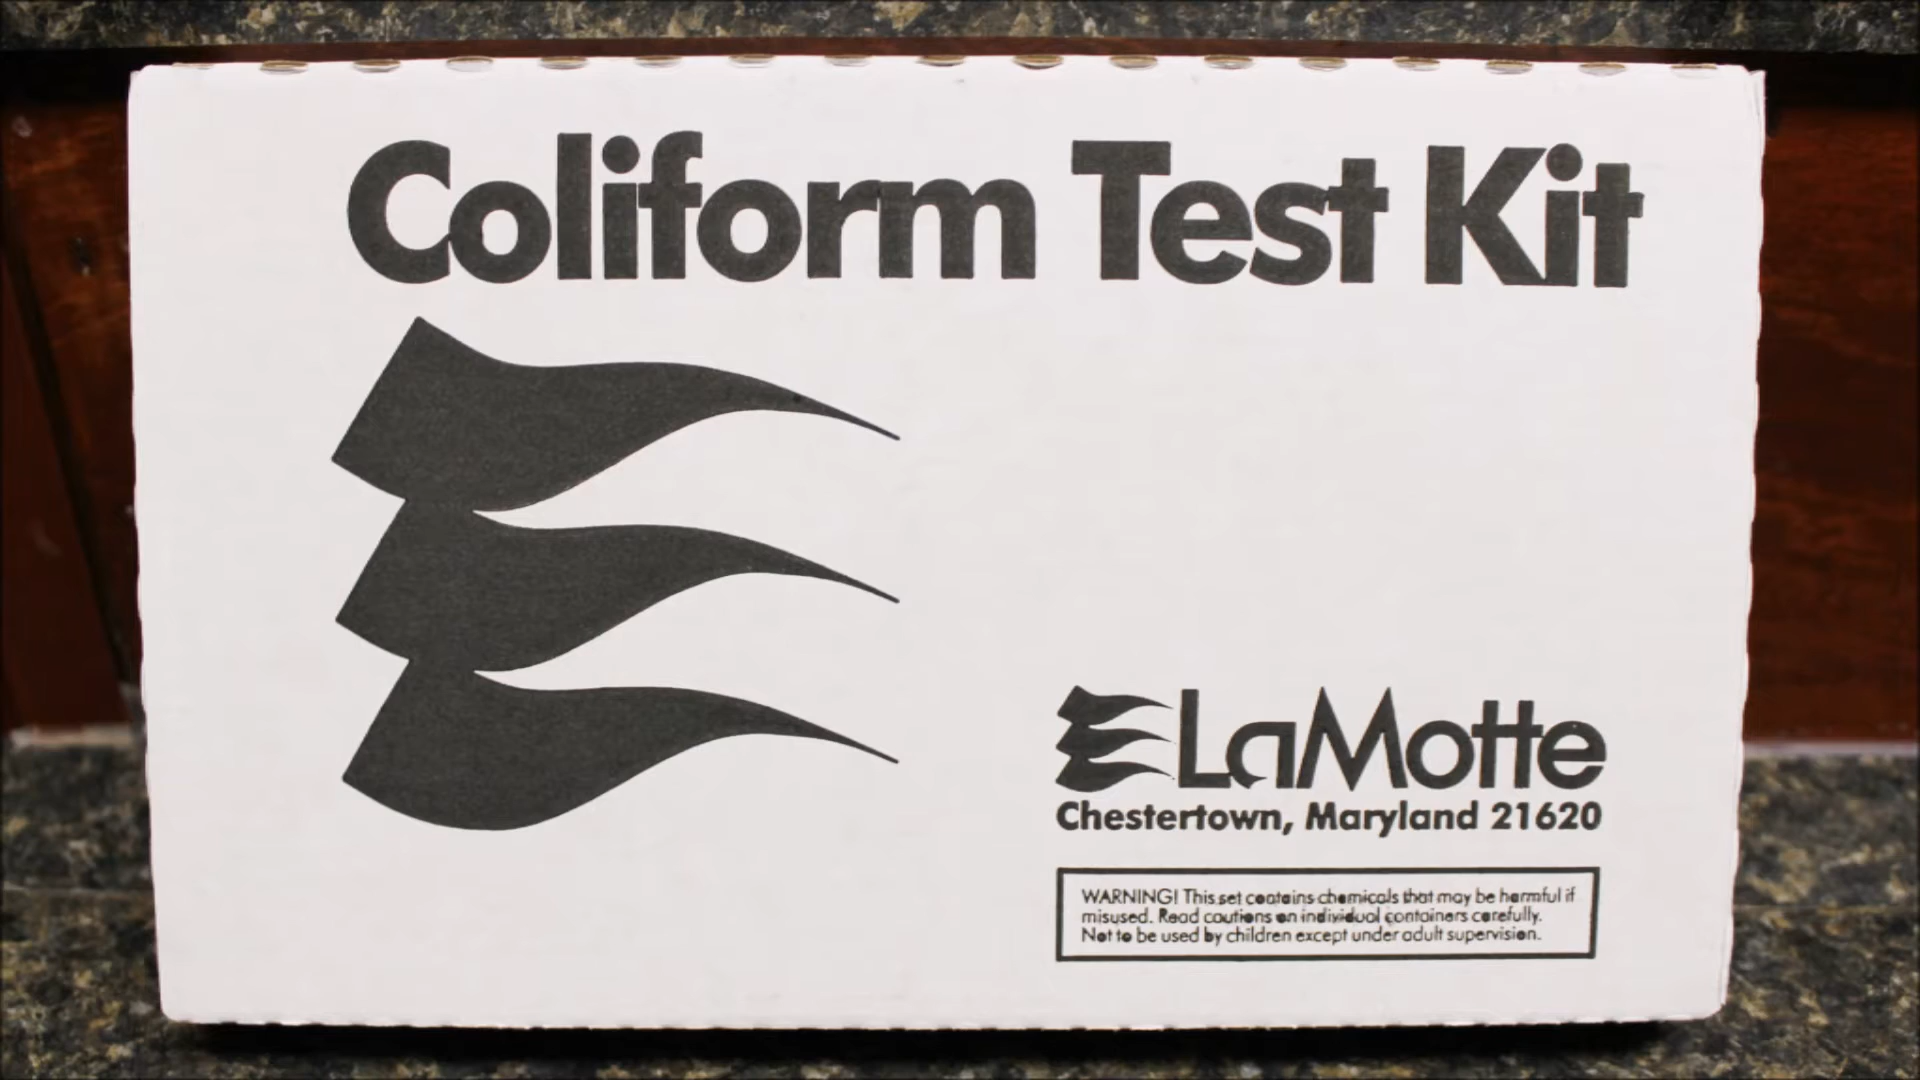 Coliform Test Kit
LaMotte
Chestertown, Maryland 21620
WARNING! This set contains chemicals that may be harmful if
misused. Read cautions on individual containers carefully.
Not to be used by children except under adult supervision.